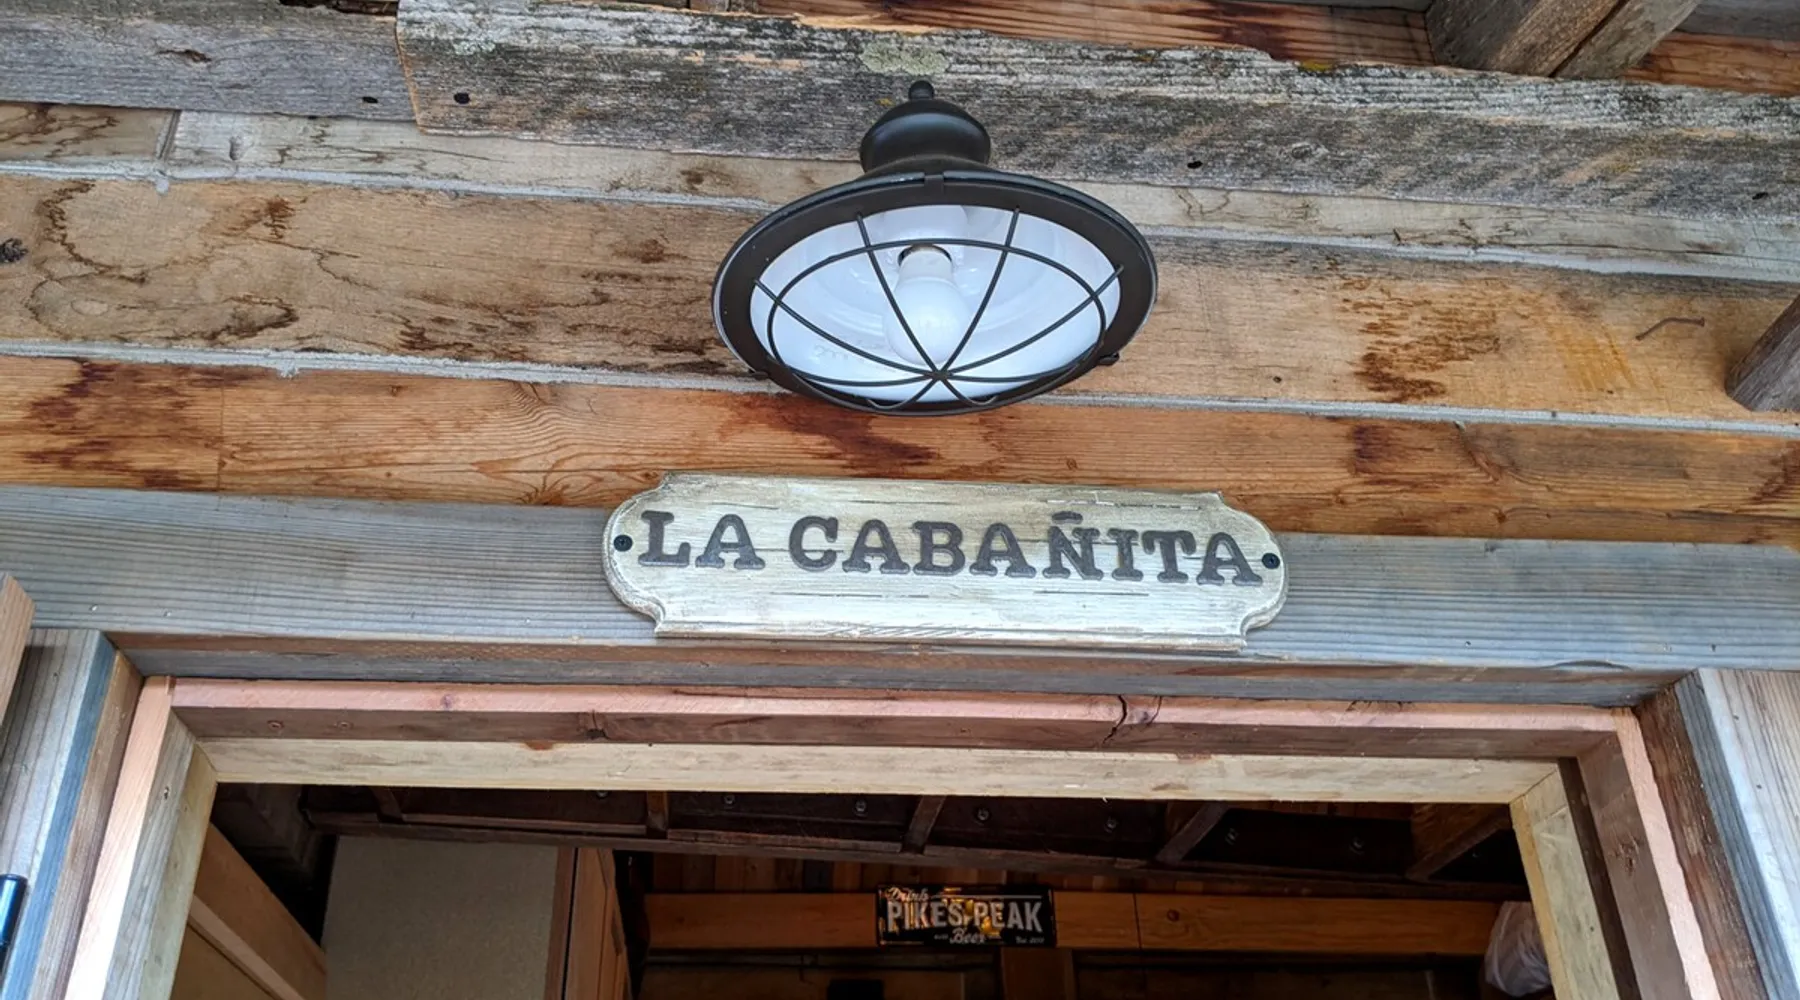 LA CABAÑITA
Drink
PIKES PEAK
Beer